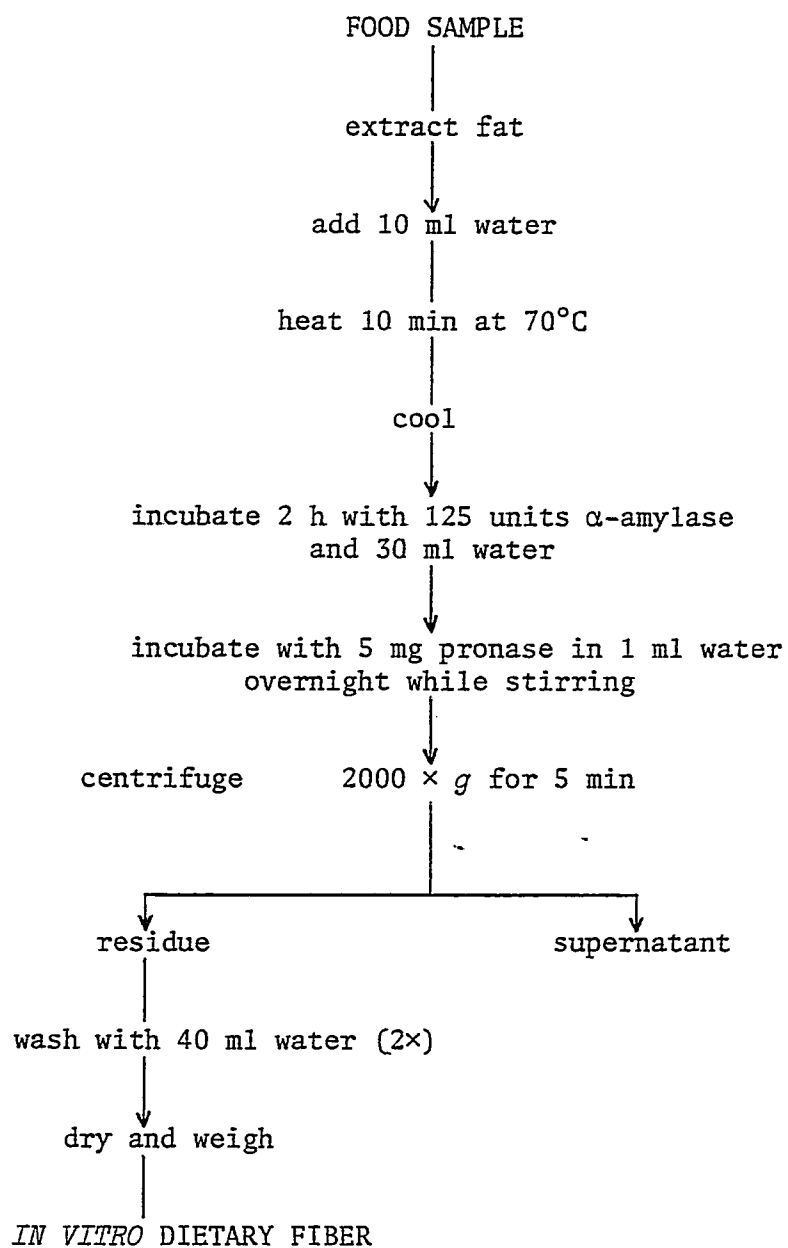 FOOD SAMPLE
extract fat
add 10 ml water
heat 10 min at 70°C
cool
incubate 2 h with 125 units α-amylase
and 30 ml water
incubate with 5 mg pronase in 1 ml water
overnight while stirring
centrifuge 2000 × g for 5 min
residue
supernatant
wash with 40 ml water (2×)
dry and weigh
IN VITRO DIETARY FIBER